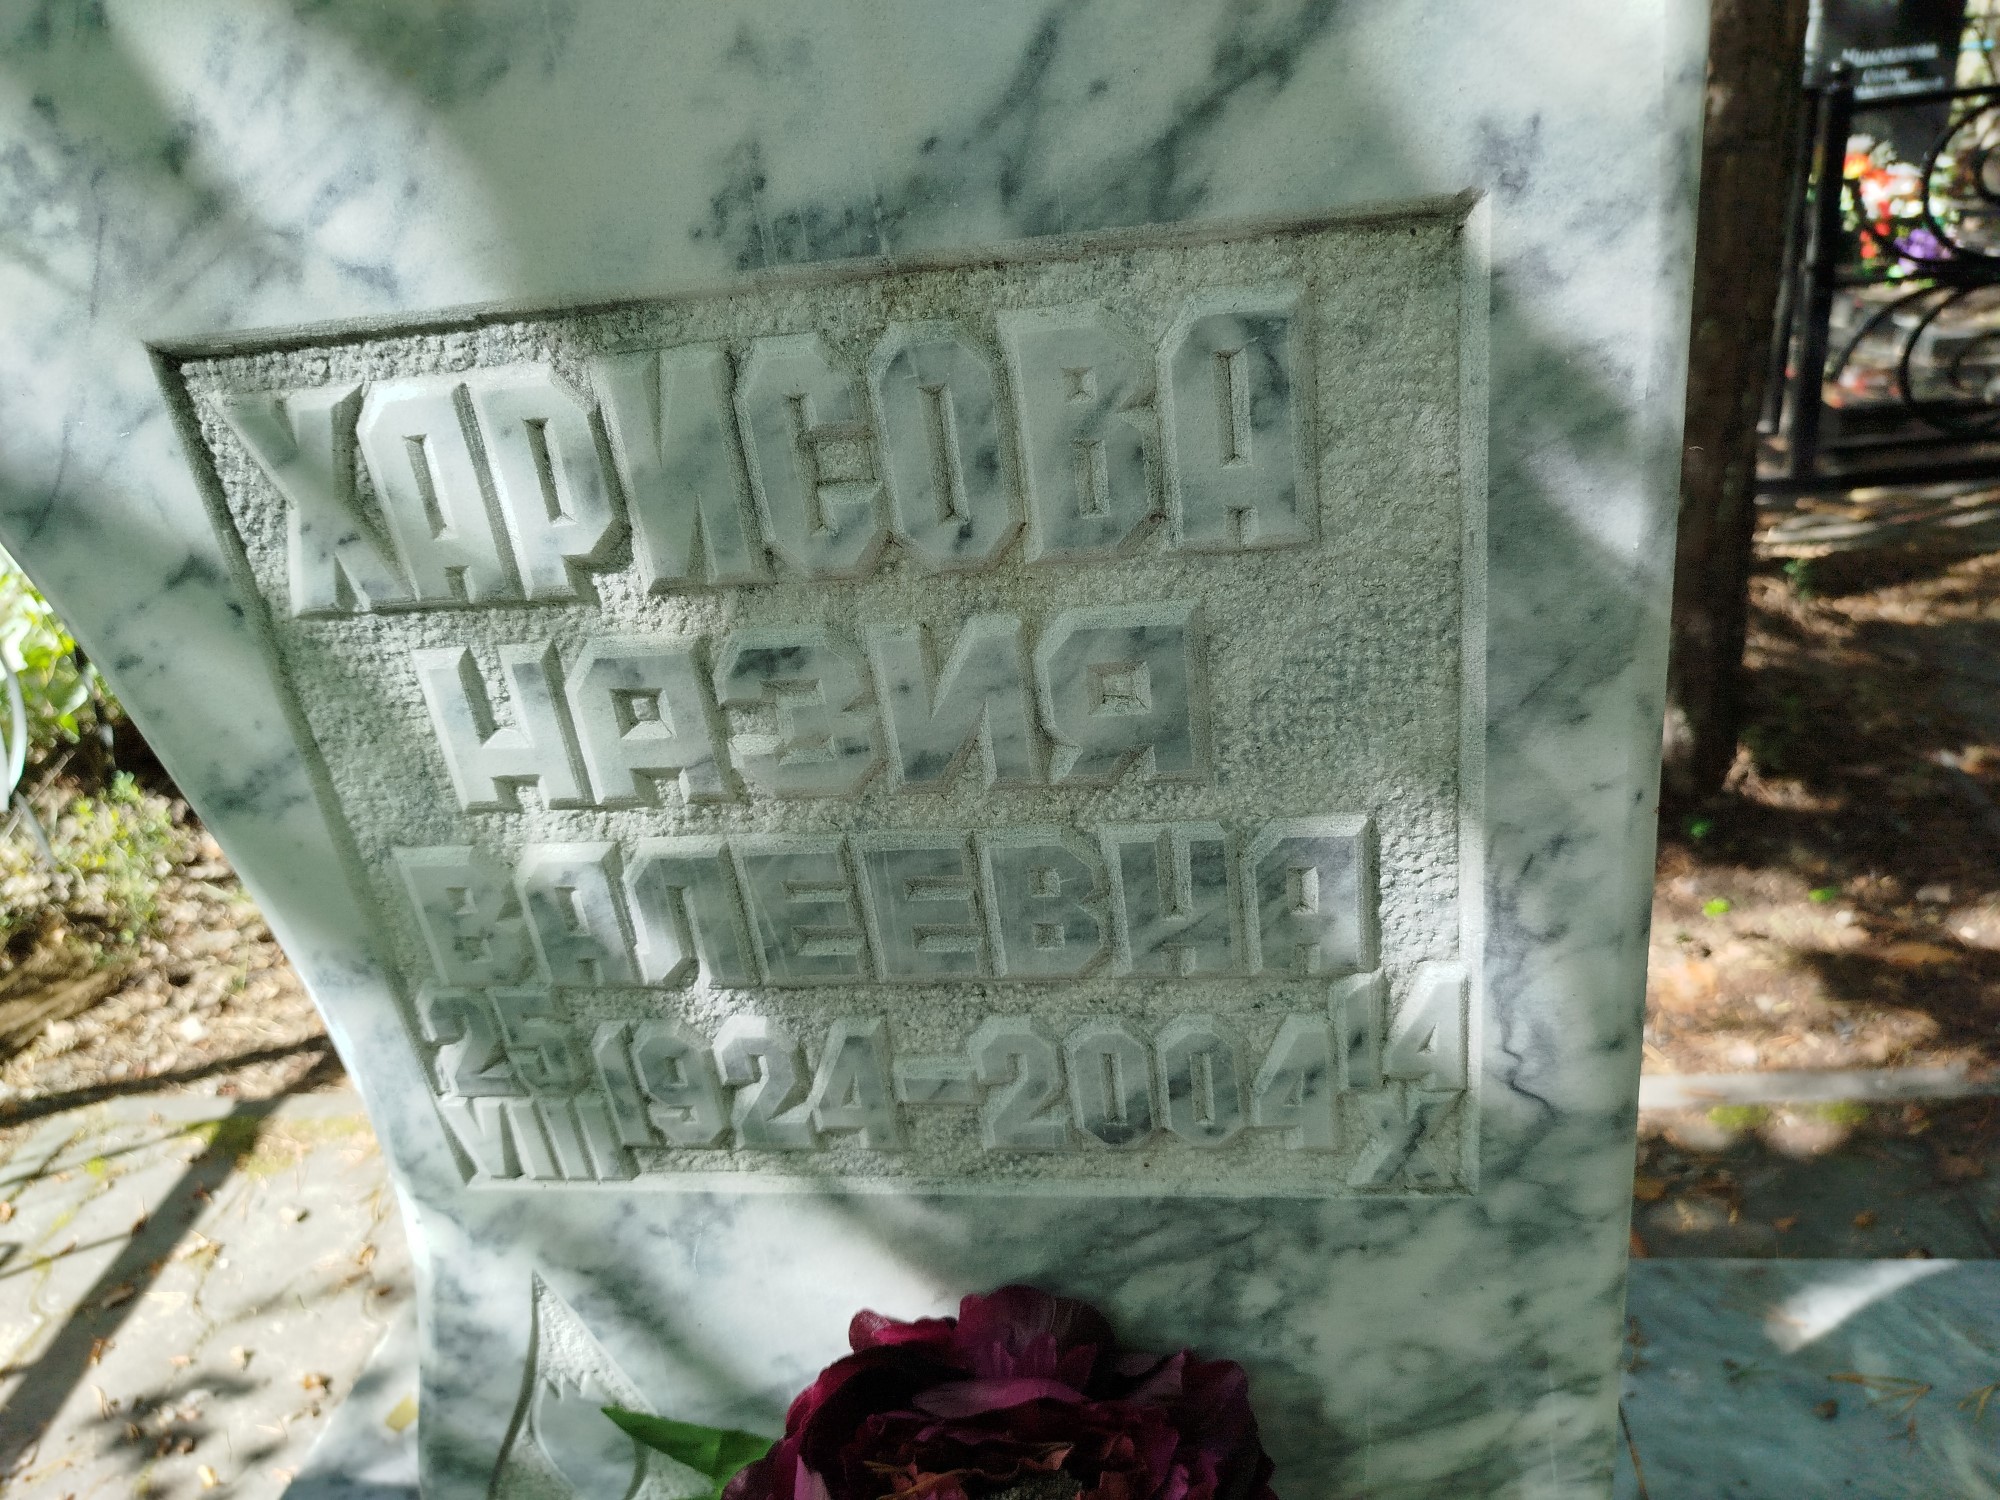 ХАРИСОВА
НАЗИЯ
ВАЛЕЕВНА
25 VIII 1924-2004 14 X